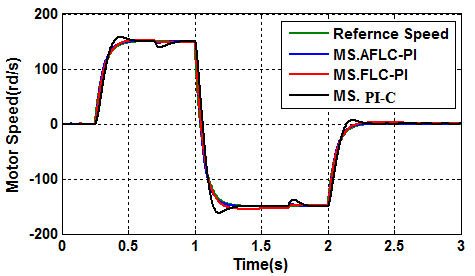 200
100
0
-100
-200
Motor Speed(rd/s)
Refernce Speed
MS.AFLC-PI
MS.FLC-PI
MS. PI-C
0 0.5 1 1.5 2 2.5 3
Time(s)